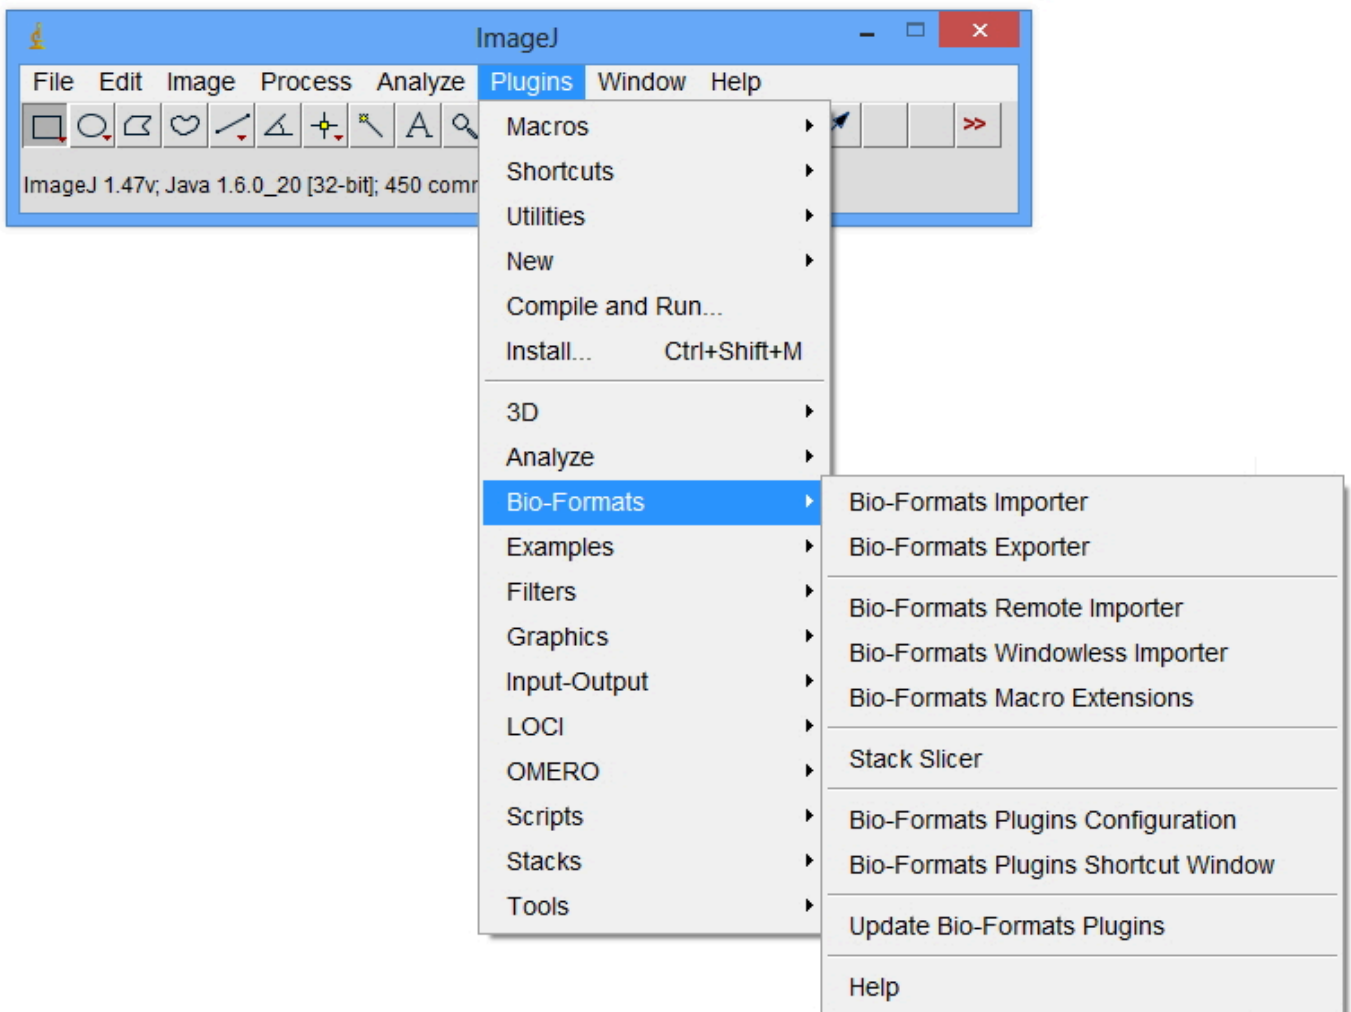 ImageJ
File Edit Image Process Analyze Plugins Window Help
A >>
ImageJ 1.47v; Java 1.6.0_20 [32-bit]; 450
Macros
Shortcuts
Utilities
New
Compile and Run...
Install... Ctrl+Shift+M
3D
Analyze
Bio-Formats
Examples
Filters
Graphics
Input-Output
LOCI
OMERO
Scripts
Stacks
Tools
Bio-Formats Importer
Bio-Formats Exporter
Bio-Formats Remote Importer
Bio-Formats Windowless Importer
Bio-Formats Macro Extensions
Stack Slicer
Bio-Formats Plugins Configuration
Bio-Formats Plugins Shortcut Window
Update Bio-Formats Plugins
Help